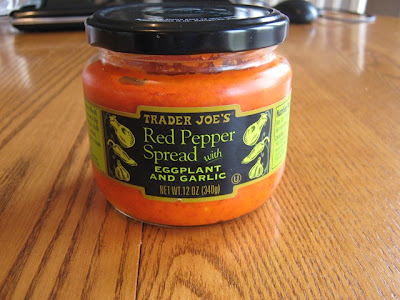 TRADER JOE'S
Red Pepper
Spread with
EGGPLANT
AND GARLIC
NET WT. 12 OZ (340g)
U